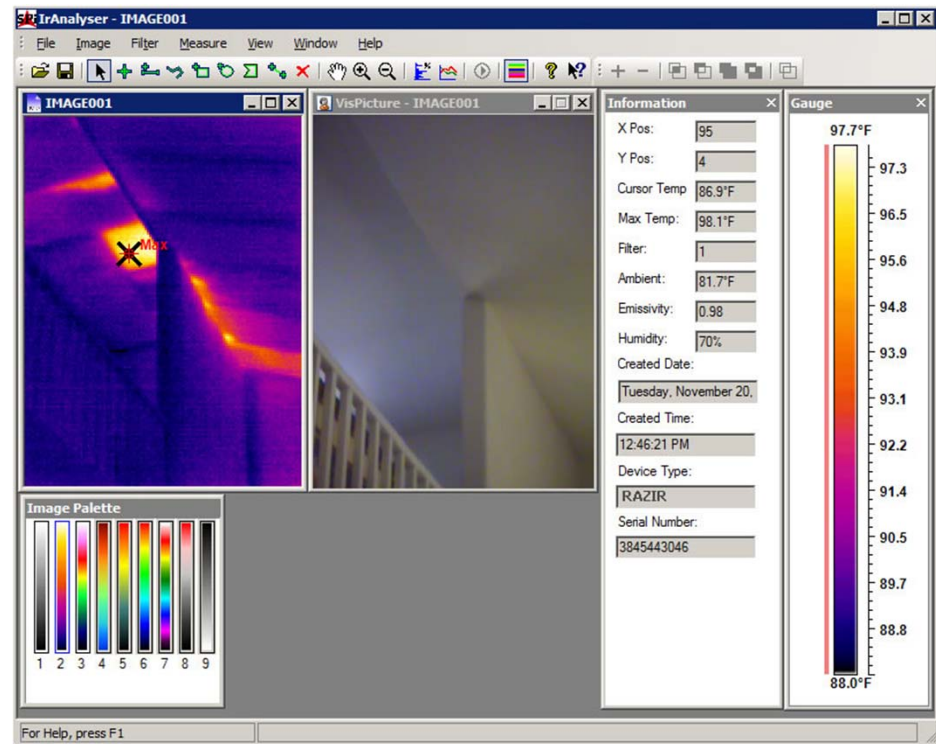 IrAnalyser - IMAGE001
File Image Filter Measure View Window Help
IMAGE001
Max
VisPicture - IMAGE001
Information
X Pos: 95
Y Pos: 4
Cursor Temp 86.9°F
Max Temp: 98.1°F
Filter: 1
Ambient: 81.7°F
Emissivity: 0.98
Humidity: 70%
Created Date:
Tuesday, November 20,
Created Time:
12:46:21 PM
Device Type:
RAZIR
Serial Number:
3845443046
Gauge
97.7°F
97.3
96.5
95.6
94.8
93.9
93.1
92.2
91.4
90.5
89.7
88.8
88.0°F
Image Palette
1 2 3 4 5 6 7 8 9
For Help, press F1